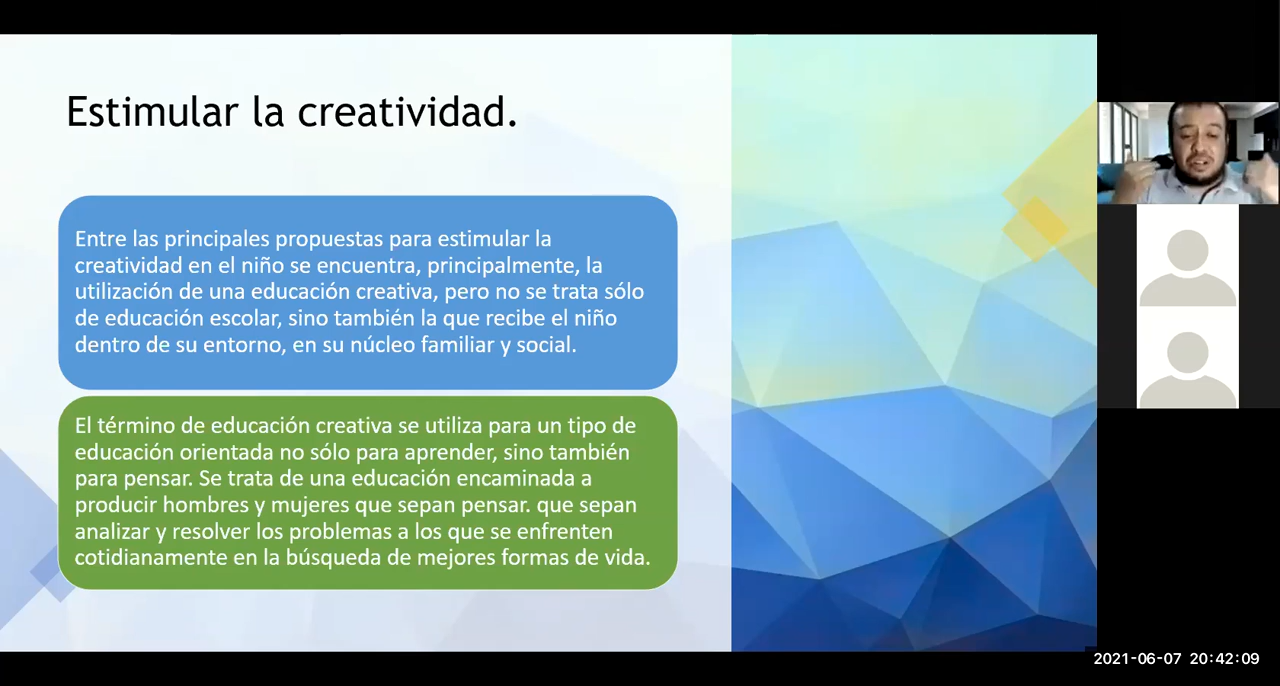 Estimular la creatividad.
Entre las principales propuestas para estimular la
creatividad en el niño se encuentra, principalmente, la
utilización de una educación creativa, pero no se trata sólo
de educación escolar, sino también la que recibe el niño
dentro de su entorno, en su núcleo familiar y social.
El término de educación creativa se utiliza para un tipo de
educación orientada no sólo para aprender, sino también
para pensar. Se trata de una educación encaminada a
producir hombres y mujeres que sepan pensar. que sepan
analizar y resolver los problemas a los que se enfrenten
cotidianamente en la búsqueda de mejores formas de vida.
2021-06-07 20:42:09